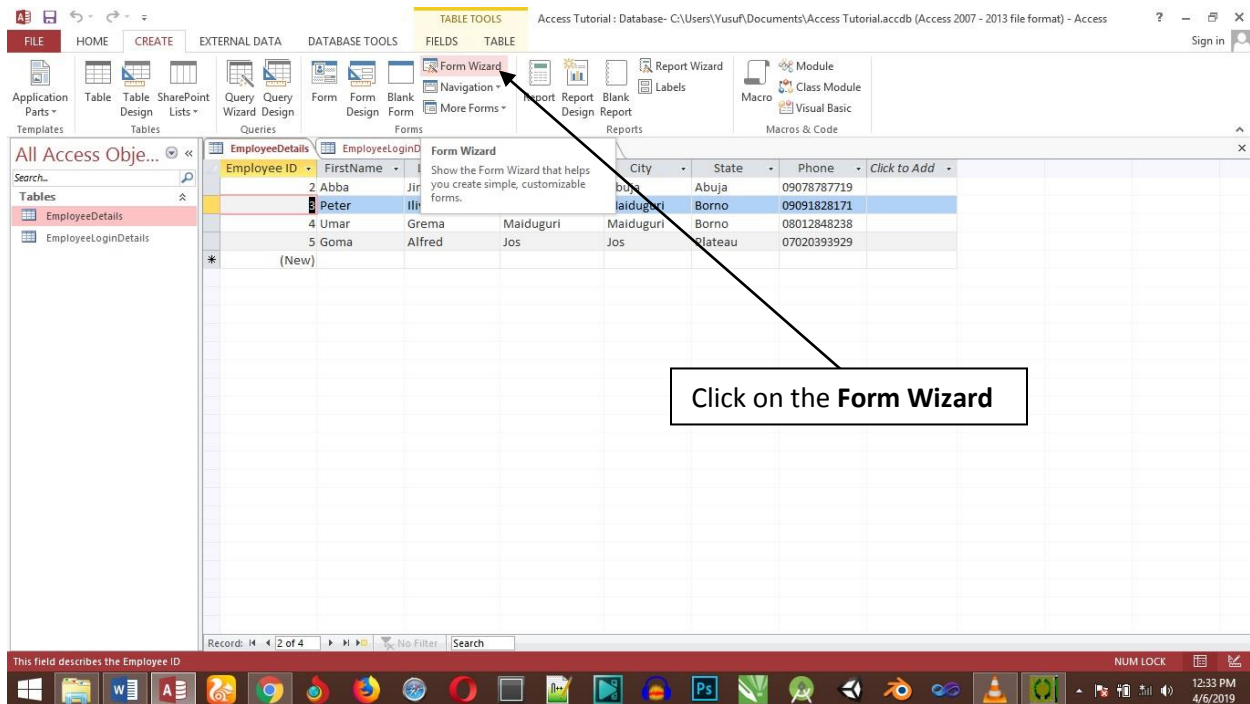 TABLE TOOLS
Access Tutorial : Database- C:\Users\Yusuf\Documents\Access Tutorial.accdb (Access 2007 - 2013 file format) - Access
?
FILE HOME CREATE EXTERNAL DATA DATABASE TOOLS FIELDS TABLE Sign in
Application Parts
Table
Table Design
SharePoint Lists
Query Wizard
Query Design
Form
Form Design
Blank Form
Form Wizard
Navigation
More Forms
Report
Report Design
Blank Report
Report Wizard
Labels
Macro
Module
Class Module
Visual Basic
Templates Tables Queries Forms Reports Macros & Code
All Access Obje...
Search...
Tables
EmployeeDetails
EmployeeLoginDetails
EmployeeDetails EmployeeLoginD
Form Wizard
Show the Form Wizard that helps
you create simple, customizable
forms.
Employee ID FirstName City State Phone Click to Add
2 Abba Abuja 09078787719
3 Peter Maiduguri Borno 09091828171
4 Umar Grema Maiduguri Maiduguri Borno 08012848238
5 Goma Alfred Jos Jos Plateau 07020393929
(New)
Click on the Form Wizard
Record: 2 of 4 No Filter Search
This field describes the Employee ID NUM LOCK
12:33 PM
4/6/2019